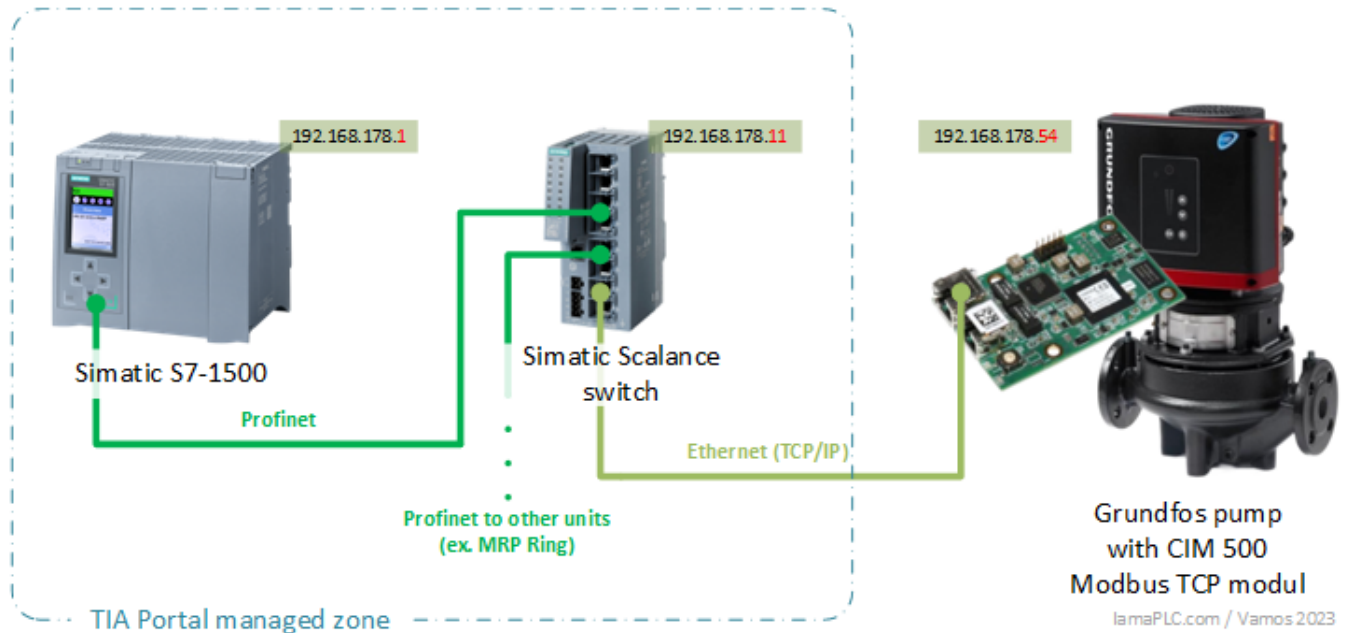 192.168.178.1
192.168.178.11
192.168.178.54
GRUNDFO
Simatic S7-1500
Simatic Scalance
switch
Profinet
Ethernet (TCP/IP)
Profinet to other units
(ex. MRP Ring)
Grundfos pump
with CIM 500
Modbus TCP modul
TIA Portal managed zone
IamaPLC.com / Vamos 2023